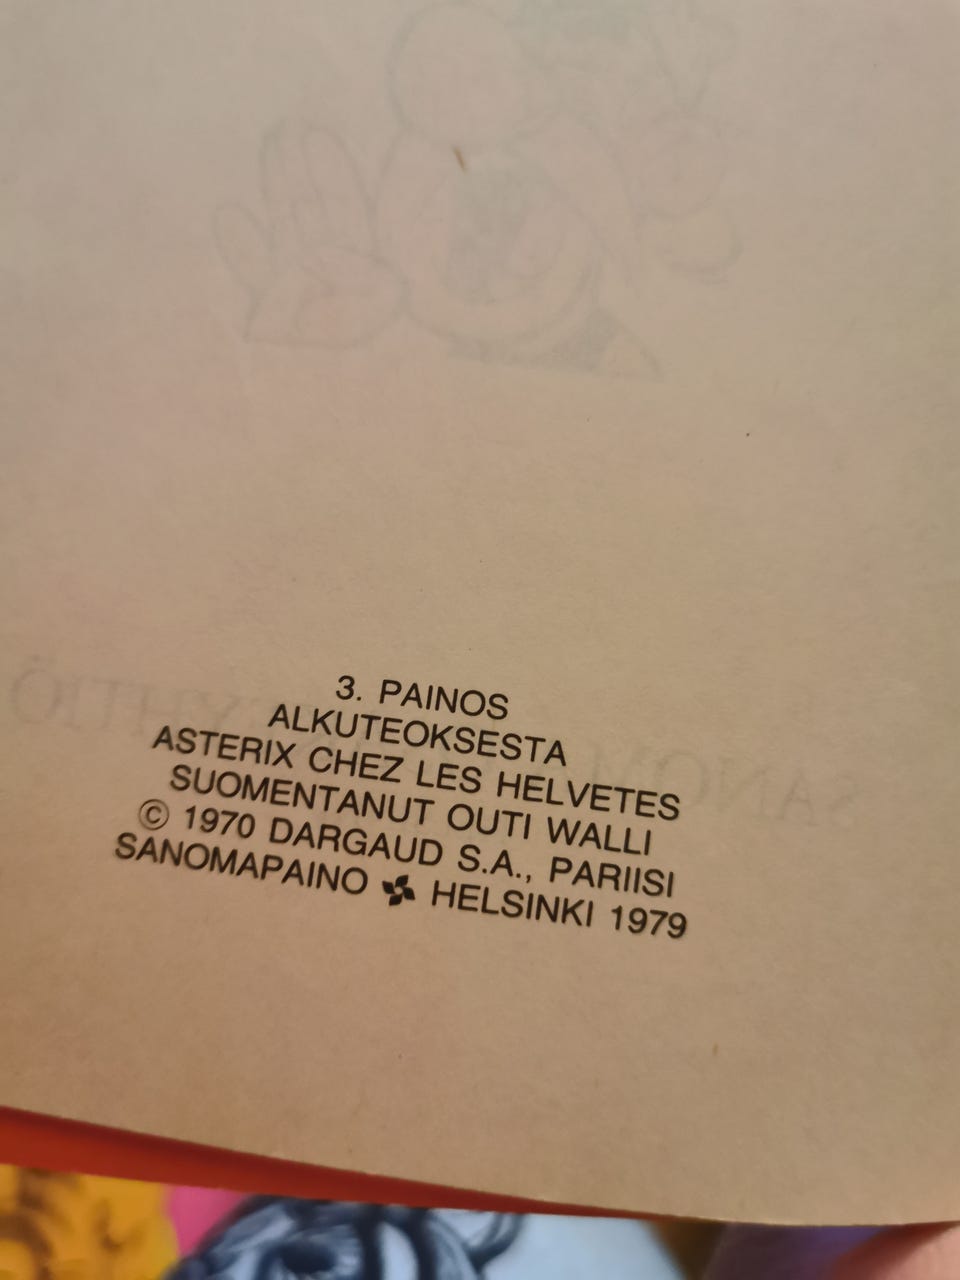 3. PAINOS
ALKUTEOKSESTA
ASTERIX CHEZ LES HELVETES
SUOMENTANUT OUTI WALLI
© 1970 DARGAUD S.A., PARIISI
SANOMAPAINO HELSINKI 1979